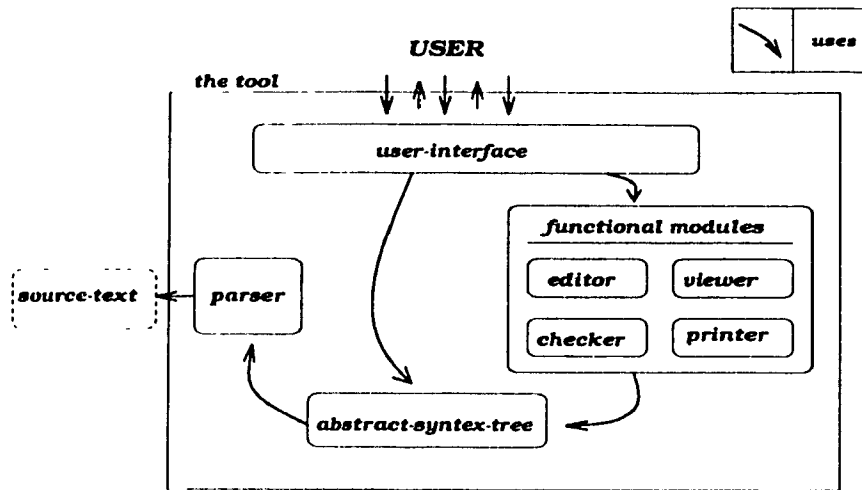 uses
USER
the tool
user-interface
functional modules
editor
viewer
checker
printer
source-text
parser
abstract-syntex-tree